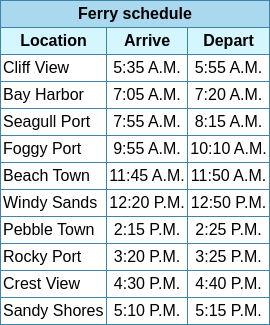 Ferry schedule
Location Arrive Depart
Cliff View 5:35 A.M. 5:55 A.M.
Bay Harbor 7:05 A.M. 7:20 A.M.
Seagull Port 7:55 A.M. 8:15 A.M.
Foggy Port 9:55 A.M. 10:10 A.M.
Beach Town 11:45 A.M. 11:50 A.M.
Windy Sands 12:20 P.M. 12:50 P.M.
Pebble Town 2:15 P.M. 2:25 P.M.
Rocky Port 3:20 P.M. 3:25 P.M.
Crest View 4:30 P.M. 4:40 P.M.
Sandy Shores 5:10 P.M. 5:15 P.M.